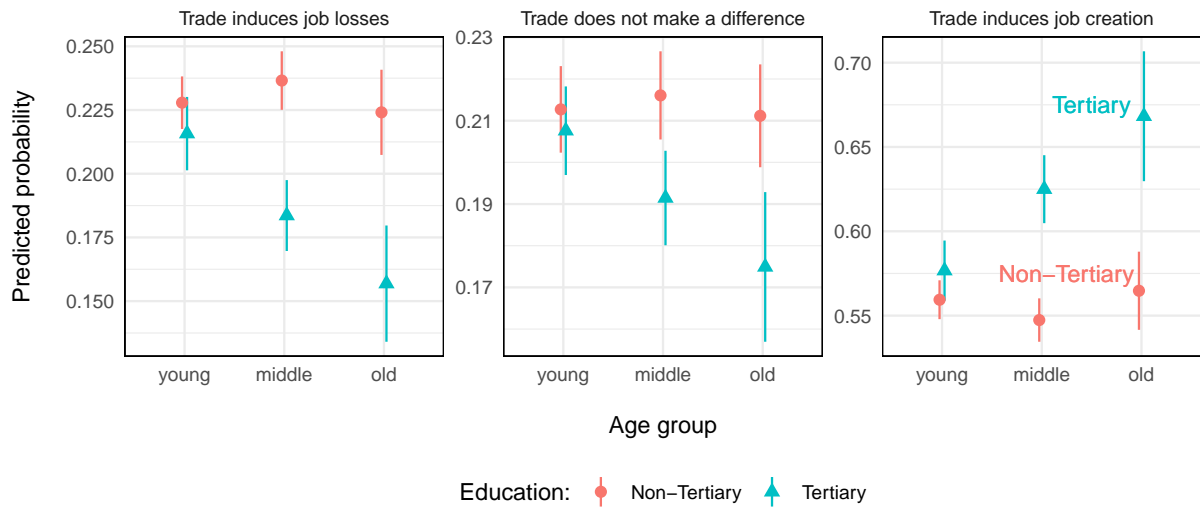 Trade induces job losses
Trade does not make a difference
Trade induces job creation
Predicted probability
0.250
0.225
0.200
0.175
0.150
0.23
0.21
0.19
0.17
0.70
0.65
0.60
0.55
Tertiary
Non−Tertiary
young middle old
young middle old
young middle old
Age group
Education: Non−Tertiary Tertiary